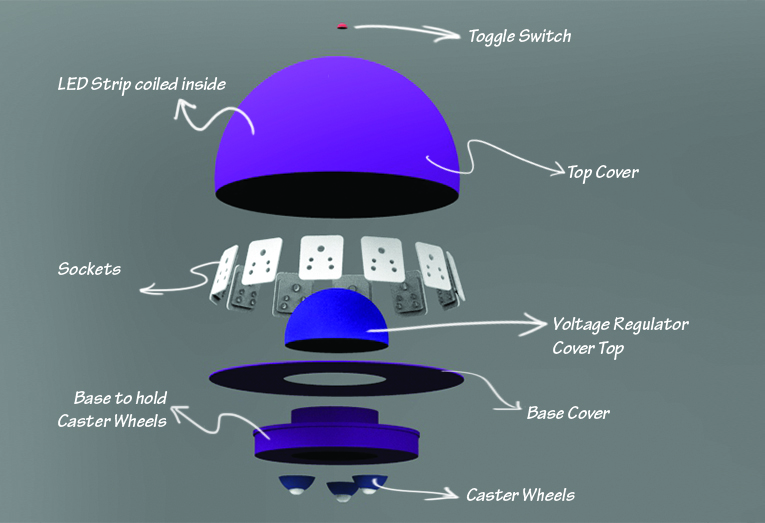 Toggle Switch
LED Strip coiled inside
Top Cover
Sockets
Voltage Regulator
Cover Top
Base to hold
Caster Wheels
Base Cover
Caster Wheels